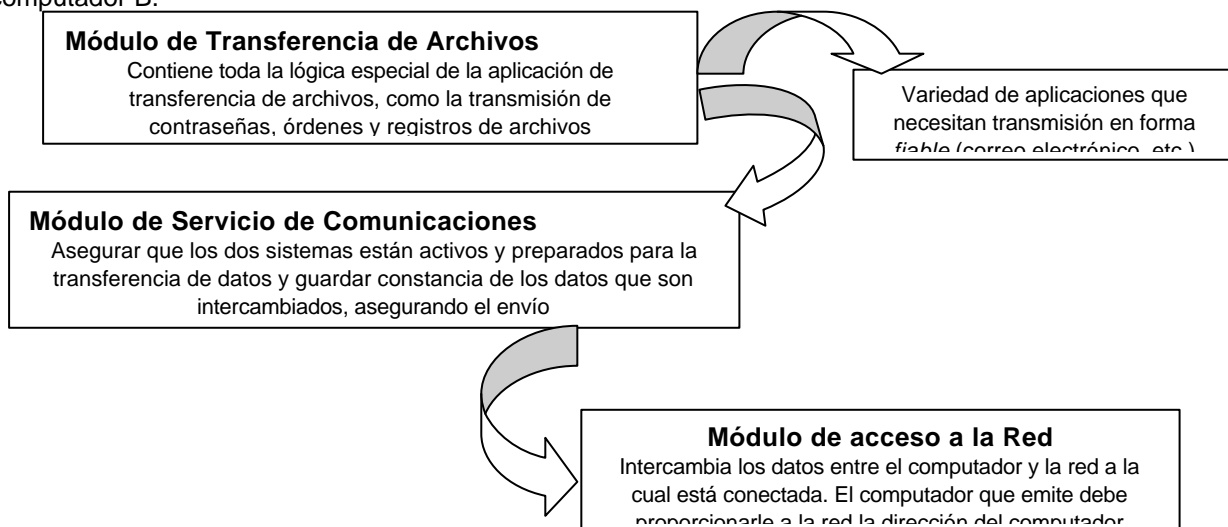 computador B.
Módulo de Transferencia de Archivos
Contiene toda la lógica especial de la aplicación de
transferencia de archivos, como la transmisión de
contraseñas, órdenes y registros de archivos
Variedad de aplicaciones que
necesitan transmisión en forma
fiable (correo electrónico, etc.)
Módulo de Servicio de Comunicaciones
Asegurar que los dos sistemas están activos y preparados para la
transferencia de datos y guardar constancia de los datos que son
intercambiados, asegurando el envío
Módulo de acceso a la Red
Intercambia los datos entre el computador y la red a la
cual está conectada. El computador que emite debe
proporcionarle a la red la dirección del computador